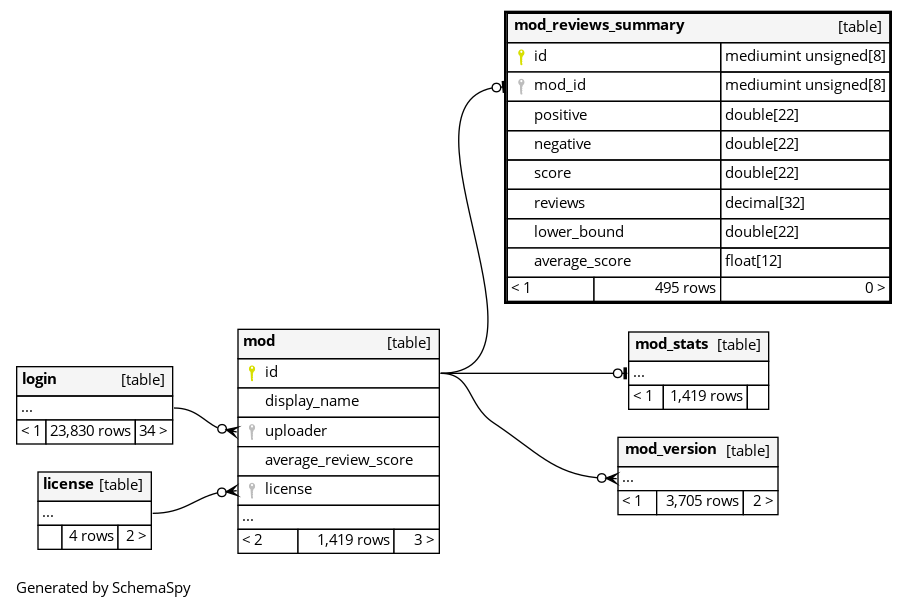 mod_reviews_summary [table]
id mediumint unsigned[8]
mod_id mediumint unsigned[8]
positive double[22]
negative double[22]
score double[22]
reviews decimal[32]
lower_bound double[22]
average_score float[12]
< 1 495 rows 0 >
mod [table]
id
display_name
uploader
average_review_score
license
...
< 2 1,419 rows 3 >
login [table]
...
< 1 23,830 rows 34 >
license [table]
...
4 rows 2 >
mod_stats [table]
...
< 1 1,419 rows
mod_version [table]
...
< 1 3,705 rows 2 >
Generated by SchemaSpy